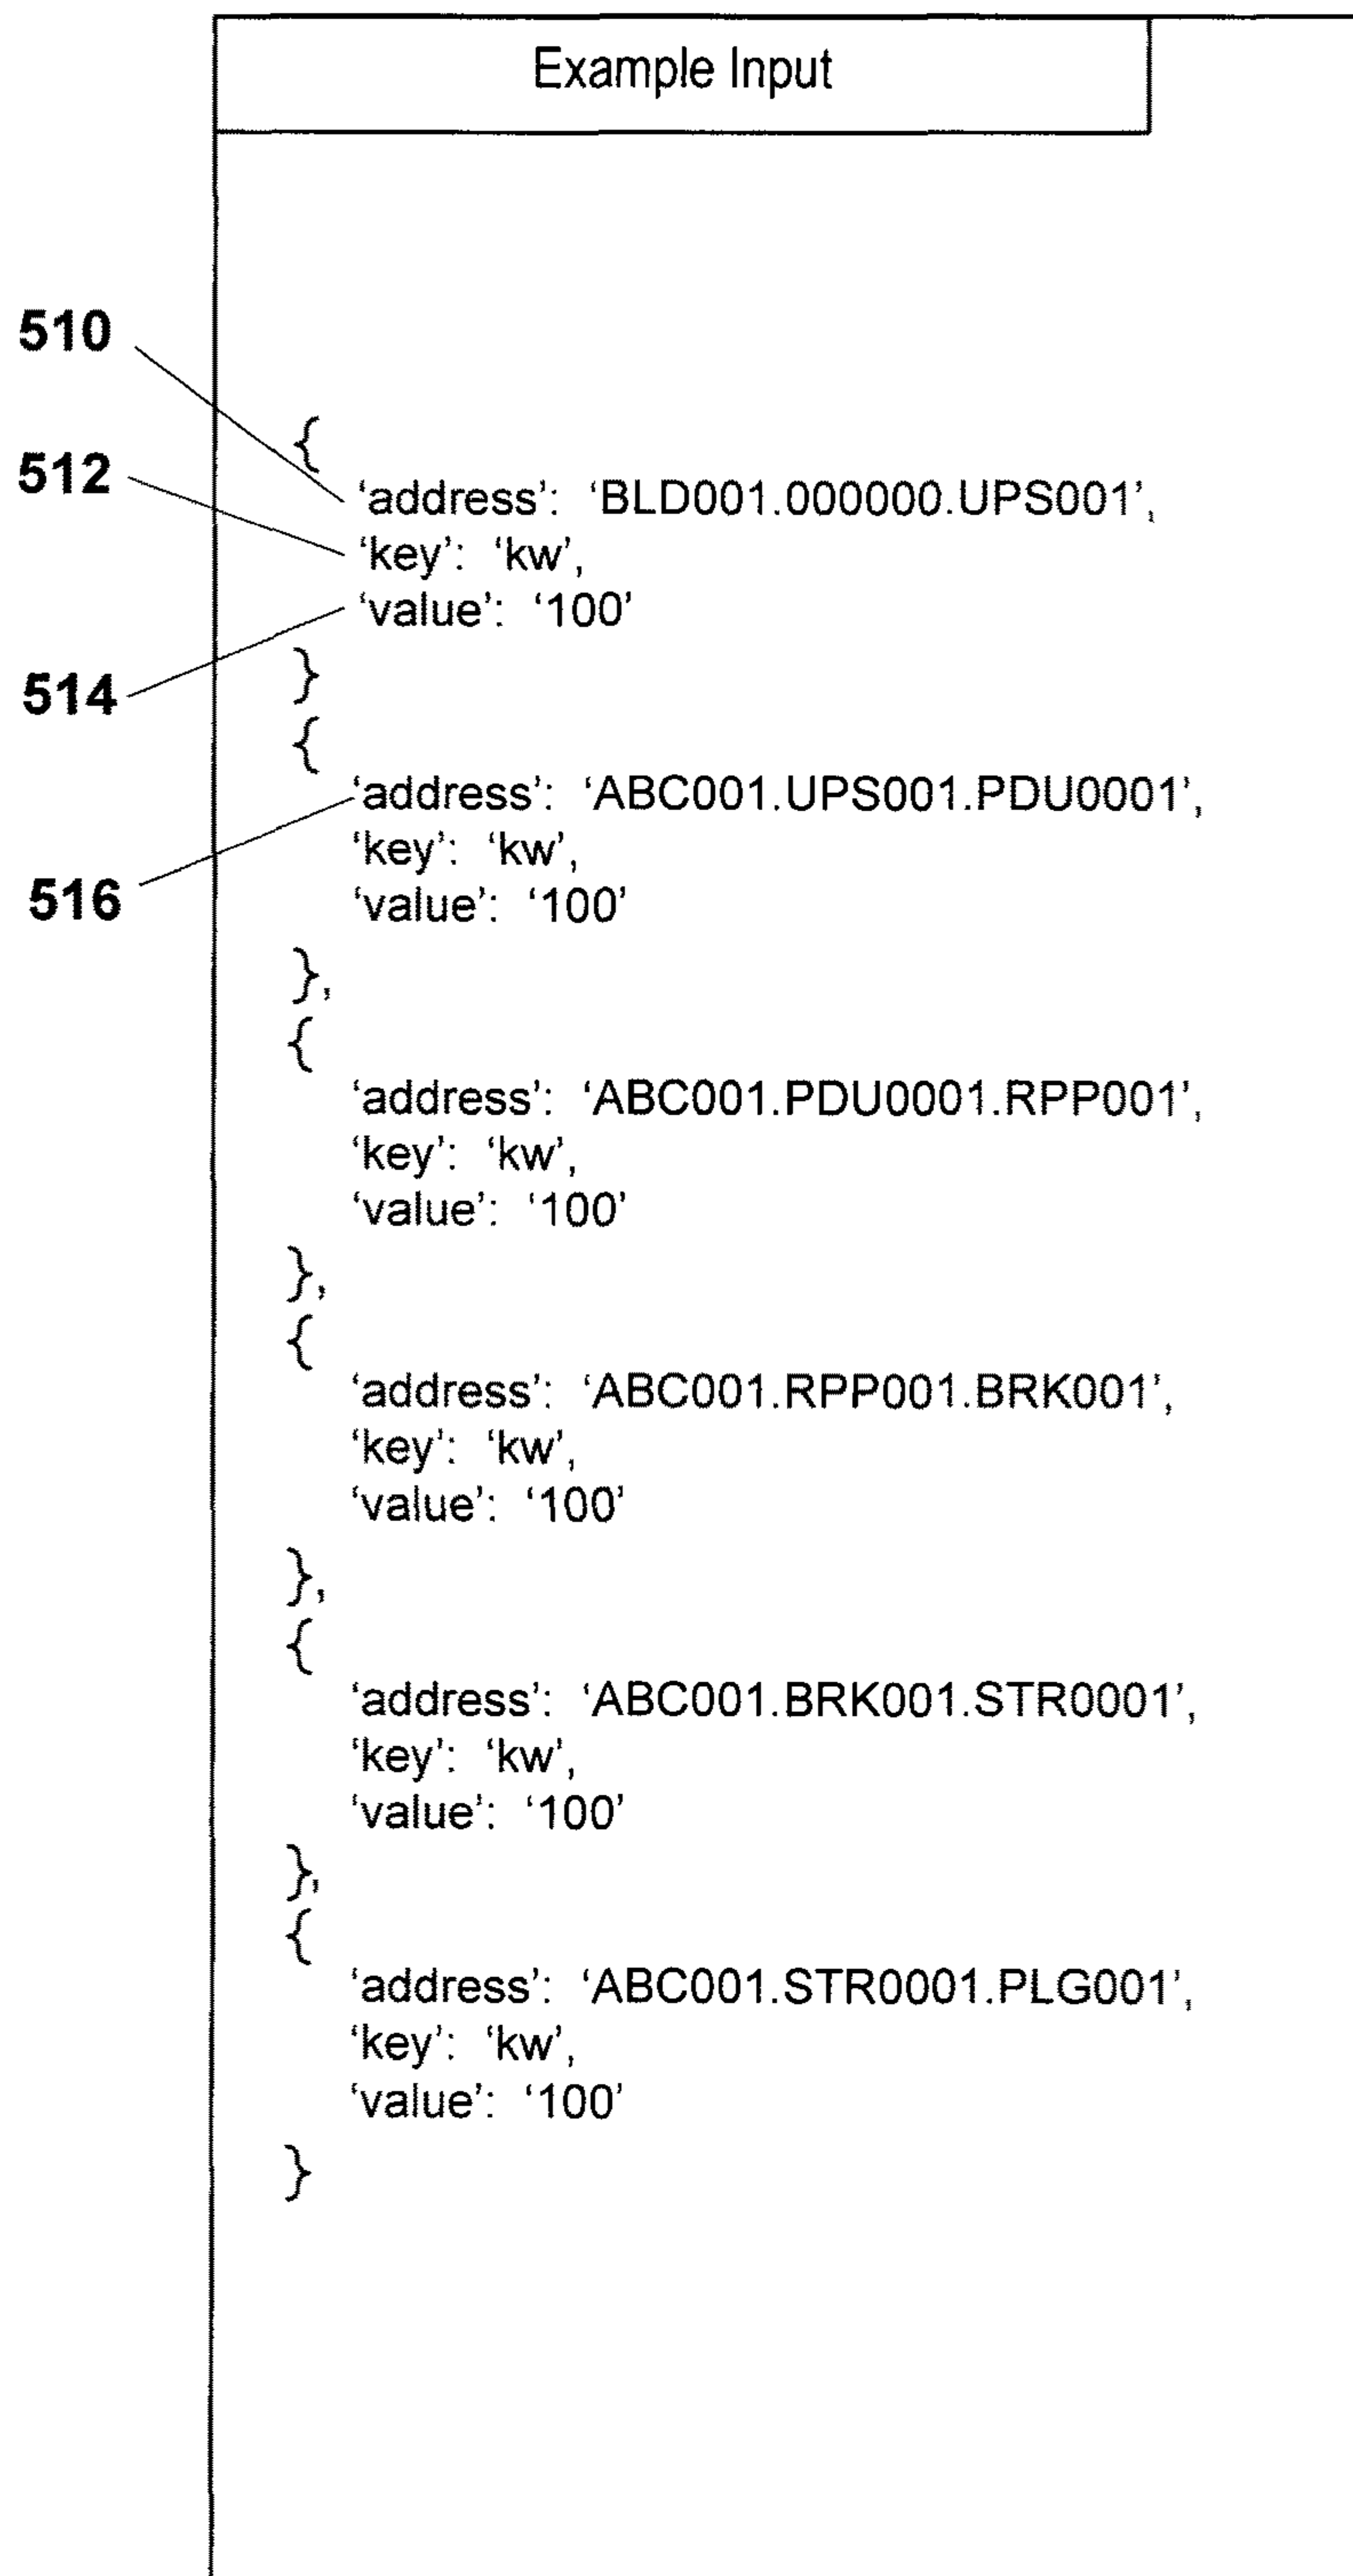 Example Input
510
{
512
‘address’: ‘BLD001.000000.UPS001’,
‘key’: ‘kw’,
‘value’: ‘100’
514
}
{
‘address’: ‘ABC001.UPS001.PDU0001’,
‘key’: ‘kw’,
516
‘value’: ‘100’
},
{
‘address’: ‘ABC001.PDU0001.RPP001’,
‘key’: ‘kw’,
‘value’: ‘100’
},
{
‘address’: ‘ABC001.RPP001.BRK001’,
‘key’: ‘kw’,
‘value’: ‘100’
},
{
‘address’: ‘ABC001.BRK001.STR0001’,
‘key’: ‘kw’,
‘value’: ‘100’
},
{
‘address’: ‘ABC001.STR0001.PLG001’,
‘key’: ‘kw’,
‘value’: ‘100’
}